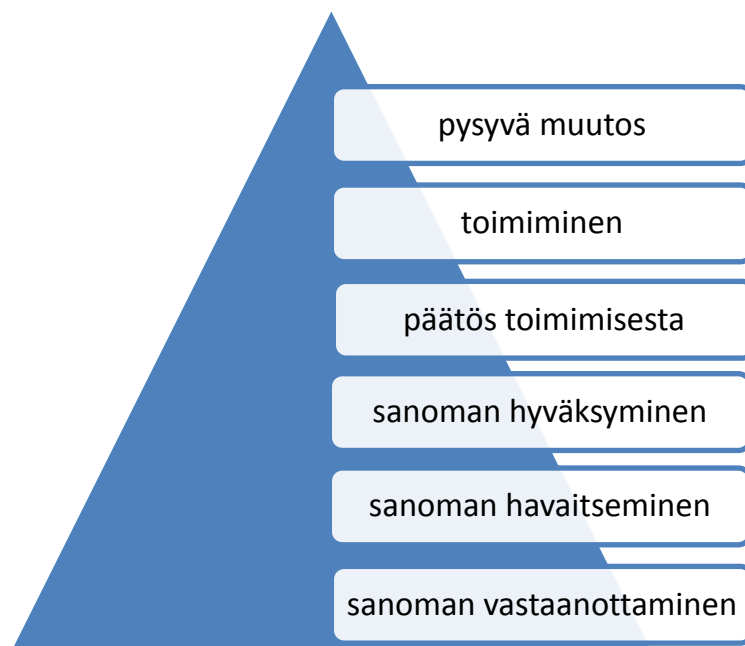 pysyvä muutos
toimiminen
päätös toimimisesta
sanoman hyväksyminen
sanoman havaitseminen
sanoman vastaanottaminen